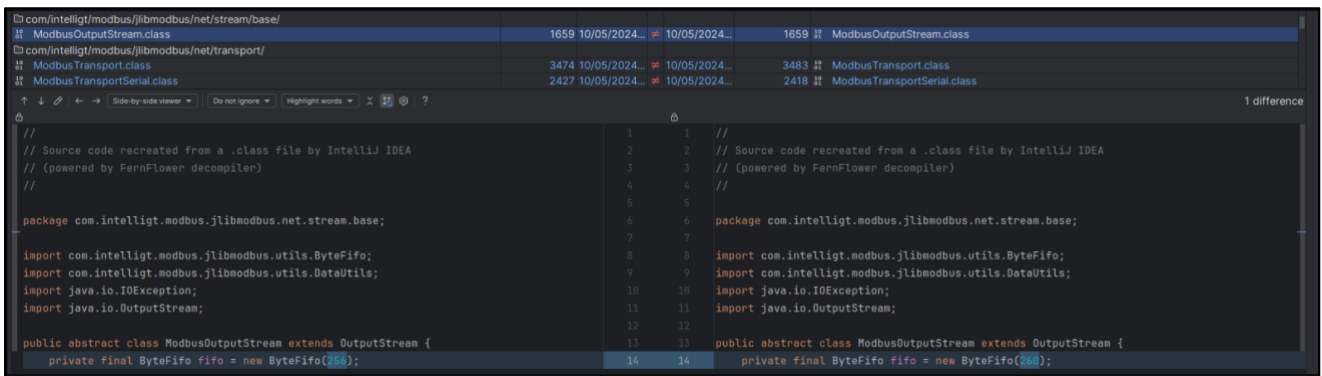 com/intelligt/modbus/jlibmodbus/net/stream/base/
ModbusOutputStream.class 1659 10/05/2024... ≠ 10/05/2024... 1659 ModbusOutputStream.class
com/intelligt/modbus/jlibmodbus/net/transport/
ModbusTransport.class 3474 10/05/2024... ≠ 10/05/2024... 3483 ModbusTransport.class
ModbusTransportSerial.class 2427 10/05/2024... ≠ 10/05/2024... 2418 ModbusTransportSerial.class
Side-by-side viewer Do not ignore Highlight words ? 1 difference
// 1 1 //
// Source code recreated from a .class file by IntelliJ IDEA 2 2 // Source code recreated from a .class file by IntelliJ IDEA
// (powered by FernFlower decompiler) 3 3 // (powered by FernFlower decompiler)
// 4 4 //
5 5
package com.intelligt.modbus.jlibmodbus.net.stream.base; 6 6 package com.intelligt.modbus.jlibmodbus.net.stream.base;
7 7
import com.intelligt.modbus.jlibmodbus.utils.ByteFifo; 8 8 import com.intelligt.modbus.jlibmodbus.utils.ByteFifo;
import com.intelligt.modbus.jlibmodbus.utils.DataUtils; 9 9 import com.intelligt.modbus.jlibmodbus.utils.DataUtils;
import java.io.IOException; 10 10 import java.io.IOException;
import java.io.OutputStream; 11 11 import java.io.OutputStream;
12 12
public abstract class ModbusOutputStream extends OutputStream { 13 13 public abstract class ModbusOutputStream extends OutputStream {
private final ByteFifo fifo = new ByteFifo(256); 14 14 private final ByteFifo fifo = new ByteFifo(260);